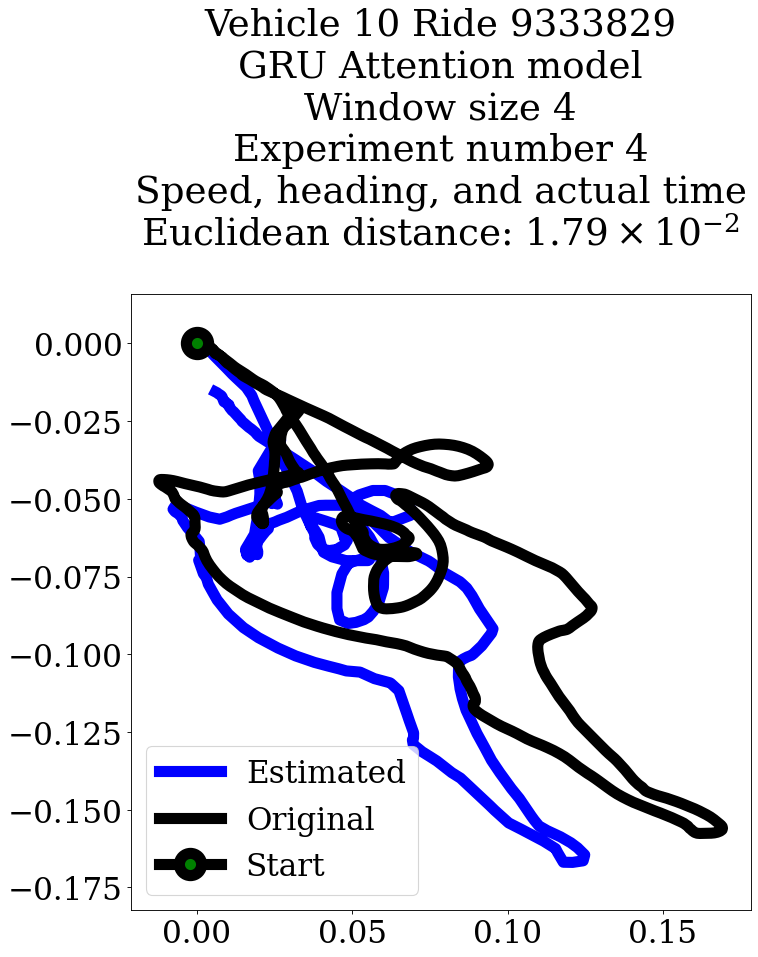 Vehicle 10 Ride 9333829
GRU Attention model
Window size 4
Experiment number 4
Speed, heading, and actual time
Euclidean distance: 1.79 × 10⁻²
0.000
−0.025
−0.050
−0.075
−0.100
−0.125
−0.150
−0.175
Estimated
Original
Start
0.00 0.05 0.10 0.15